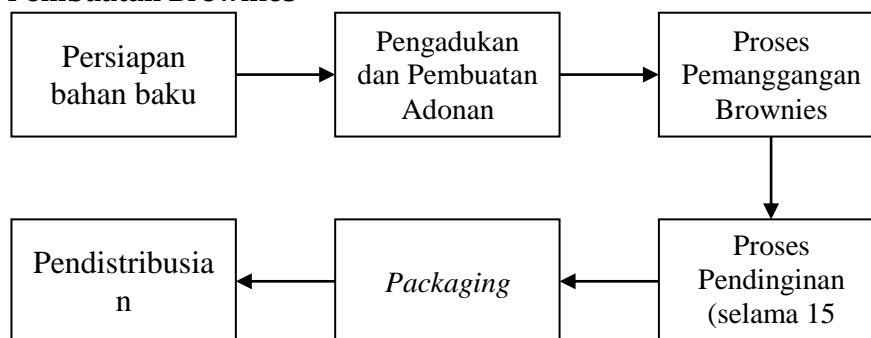 Pembuatan Brownies
Persiapan
bahan baku
Pengadukan
dan Pembuatan
Adonan
Proses
Pemanggangan
Brownies
Proses
Pendinginan
(selama 15
Packaging
Pendistribusia
n